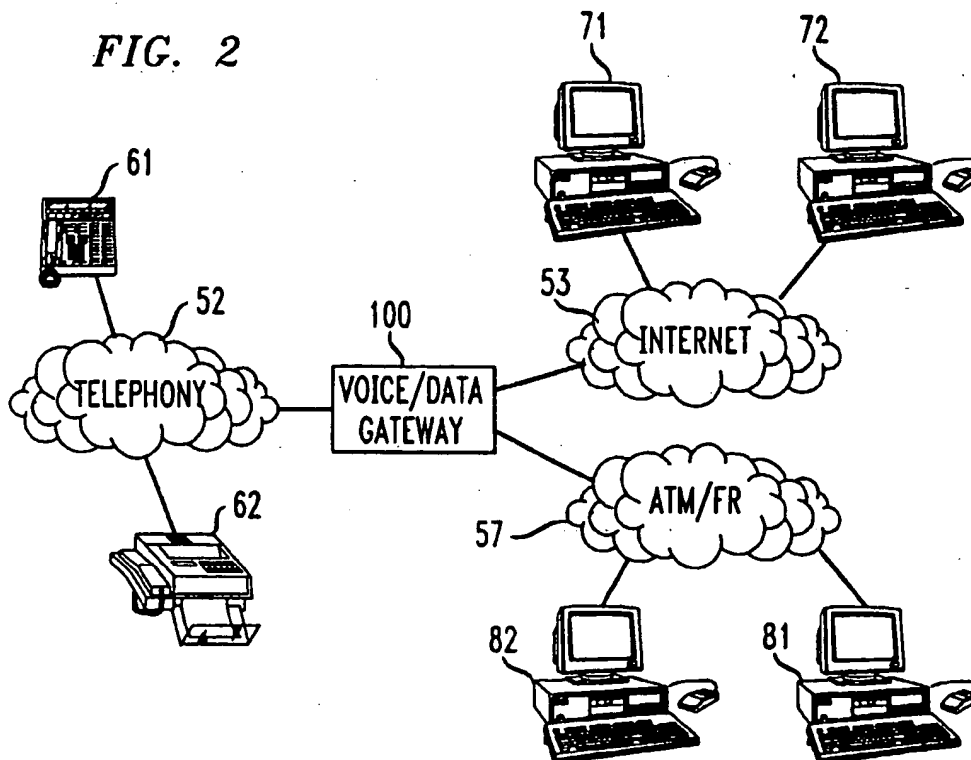 FIG. 2
71
72
61
52
53
100
INTERNET
TELEPHONY
VOICE/DATA
GATEWAY
62
57
ATM/FR
82
81